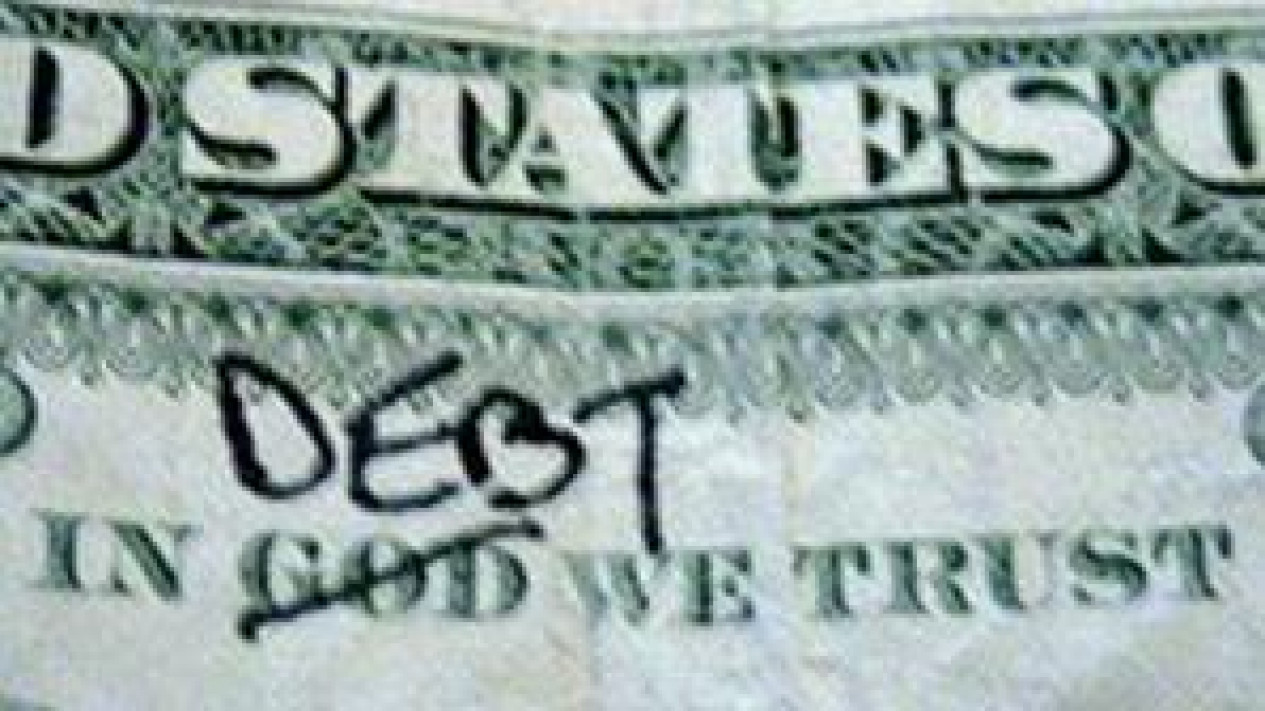 D STATES O
DEBT
IN GOD WE TRUST